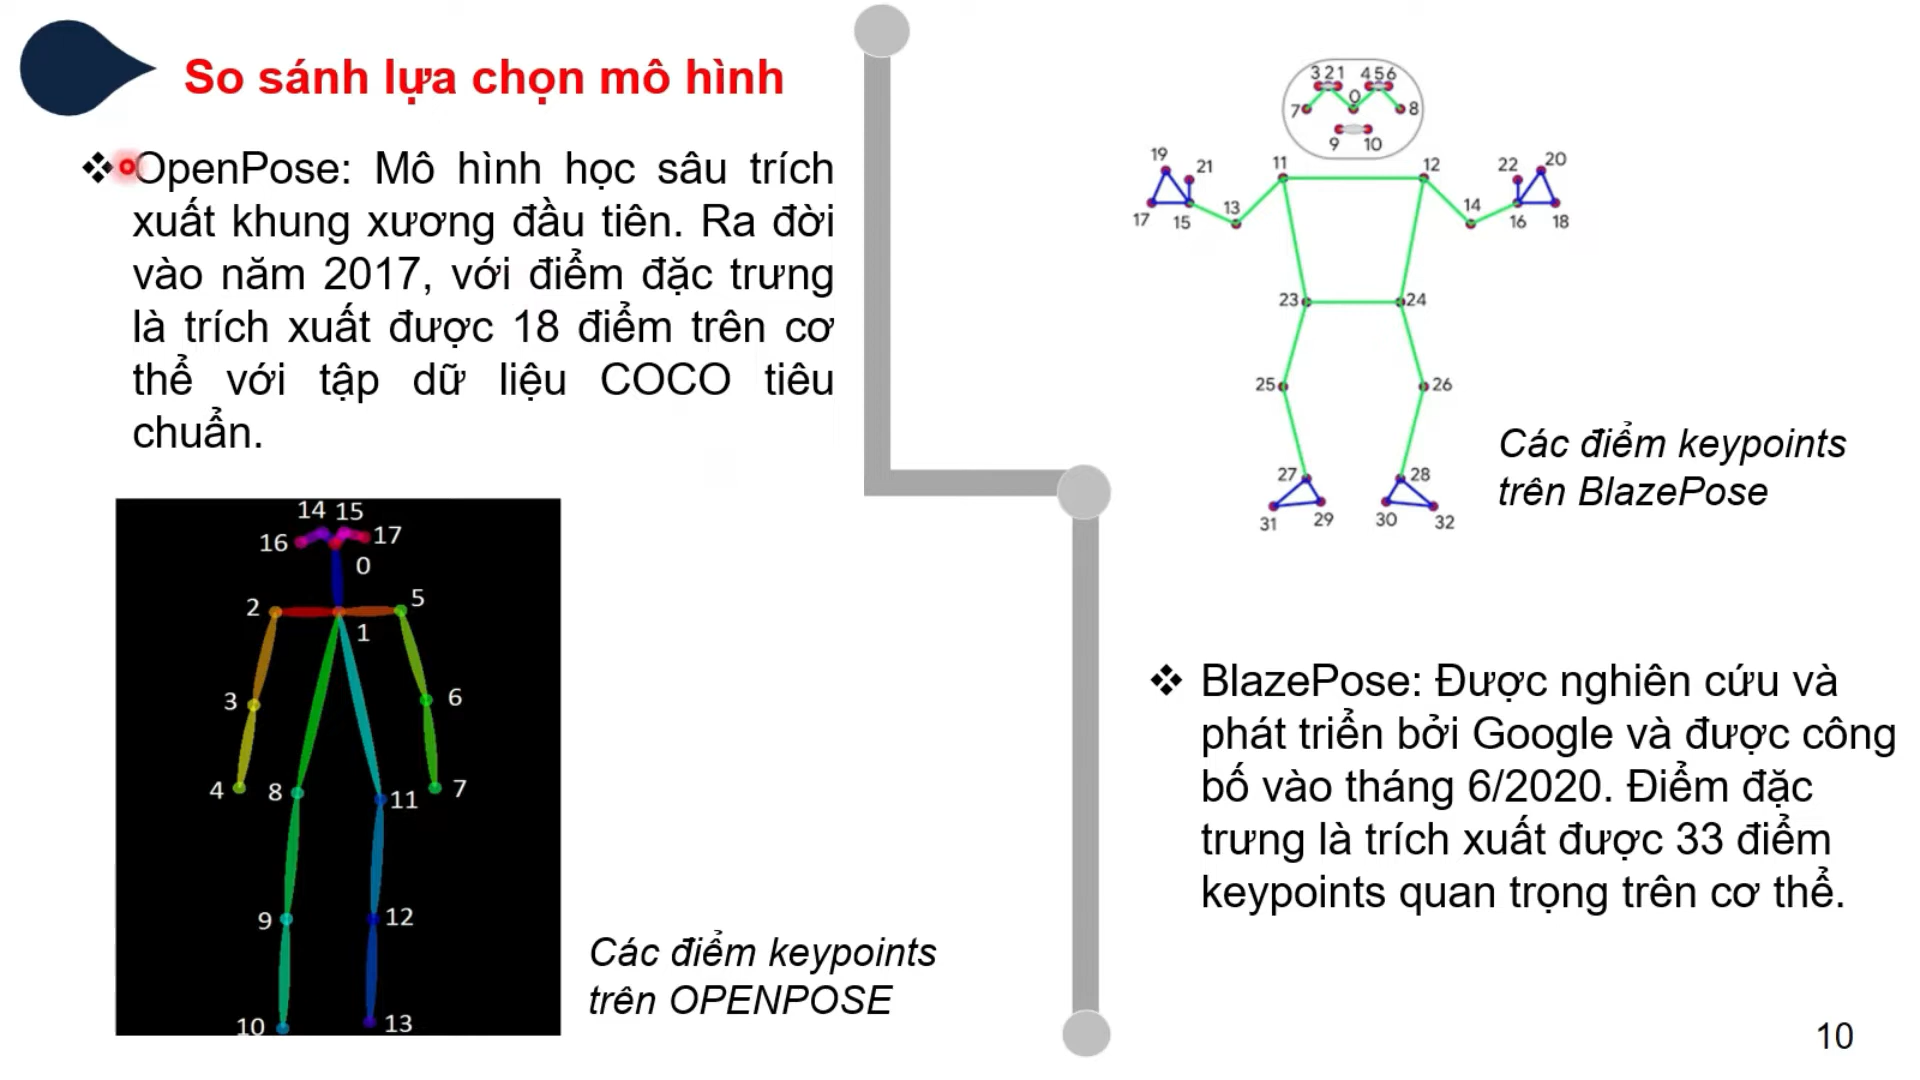 So sánh lựa chọn mô hình
❖ OpenPose: Mô hình học sâu trích
xuất khung xương đầu tiên. Ra đời
vào năm 2017, với điểm đặc trưng
là trích xuất được 18 điểm trên cơ
thể với tập dữ liệu COCO tiêu
chuẩn.
14 15
16 17
0
2 5
1
3 6
4 8 11 7
9 12
10 13
Các điểm keypoints
trên OPENPOSE
3 2 1 4 5 6
7 0 8
9 10
19 21 11 12 22 20
17 15 13 14 16 18
23 24
25 26
27 28
31 29 30 32
Các điểm keypoints
trên BlazePose
❖ BlazePose: Được nghiên cứu và
phát triển bởi Google và được công
bố vào tháng 6/2020. Điểm đặc
trưng là trích xuất được 33 điểm
keypoints quan trọng trên cơ thể.
10